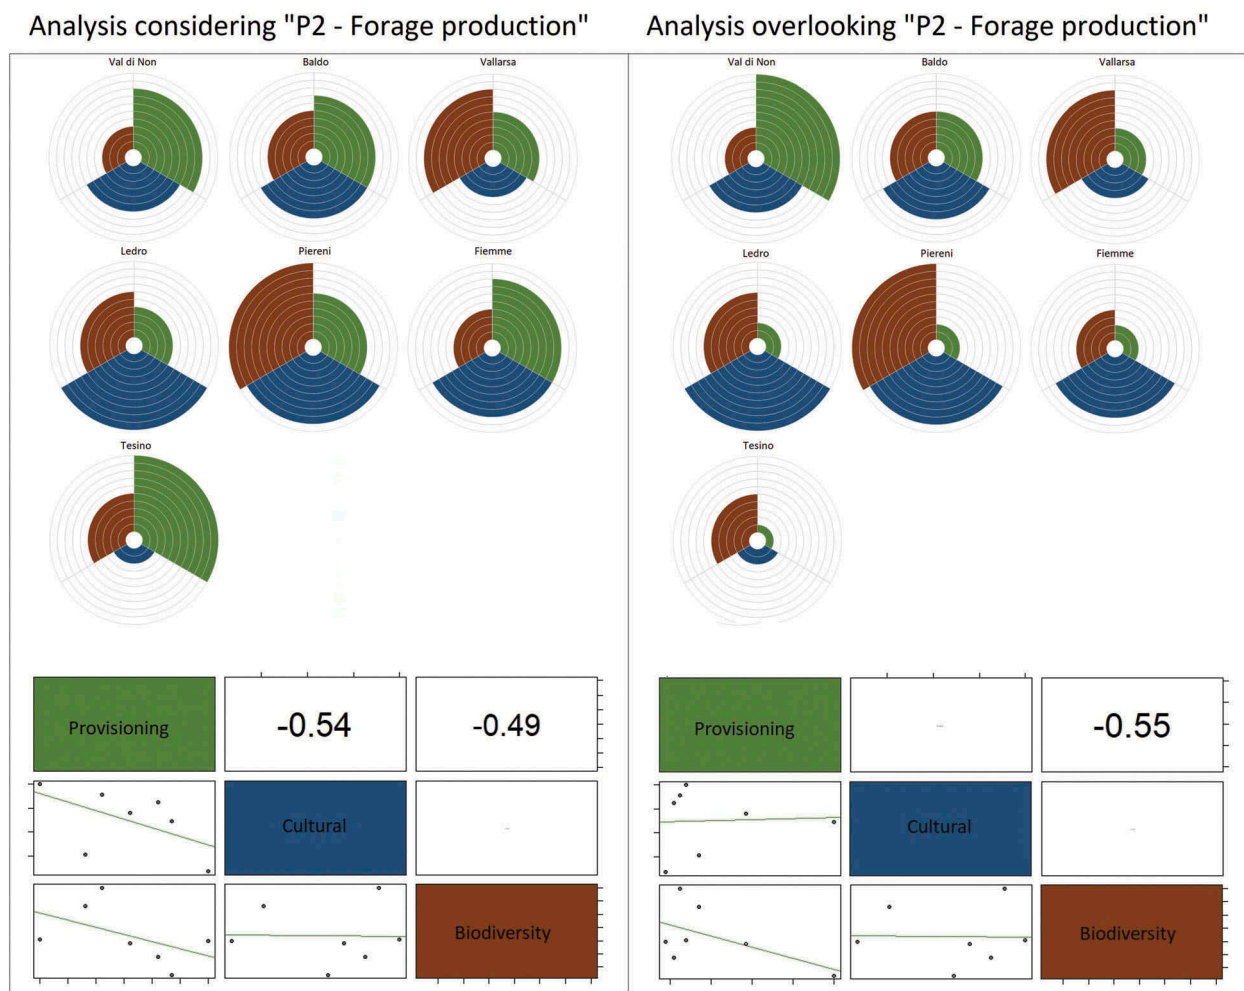 Analysis considering "P2 - Forage production"
Analysis overlooking "P2 - Forage production"
Val di Non
Baldo
Vallarsa
Ledro
Piereni
Fiemme
Tesino
Val di Non
Baldo
Vallarsa
Ledro
Piereni
Fiemme
Tesino
Provisioning
-0.54
-0.49
Cultural
Biodiversity
Provisioning
-0.55
Cultural
Biodiversity